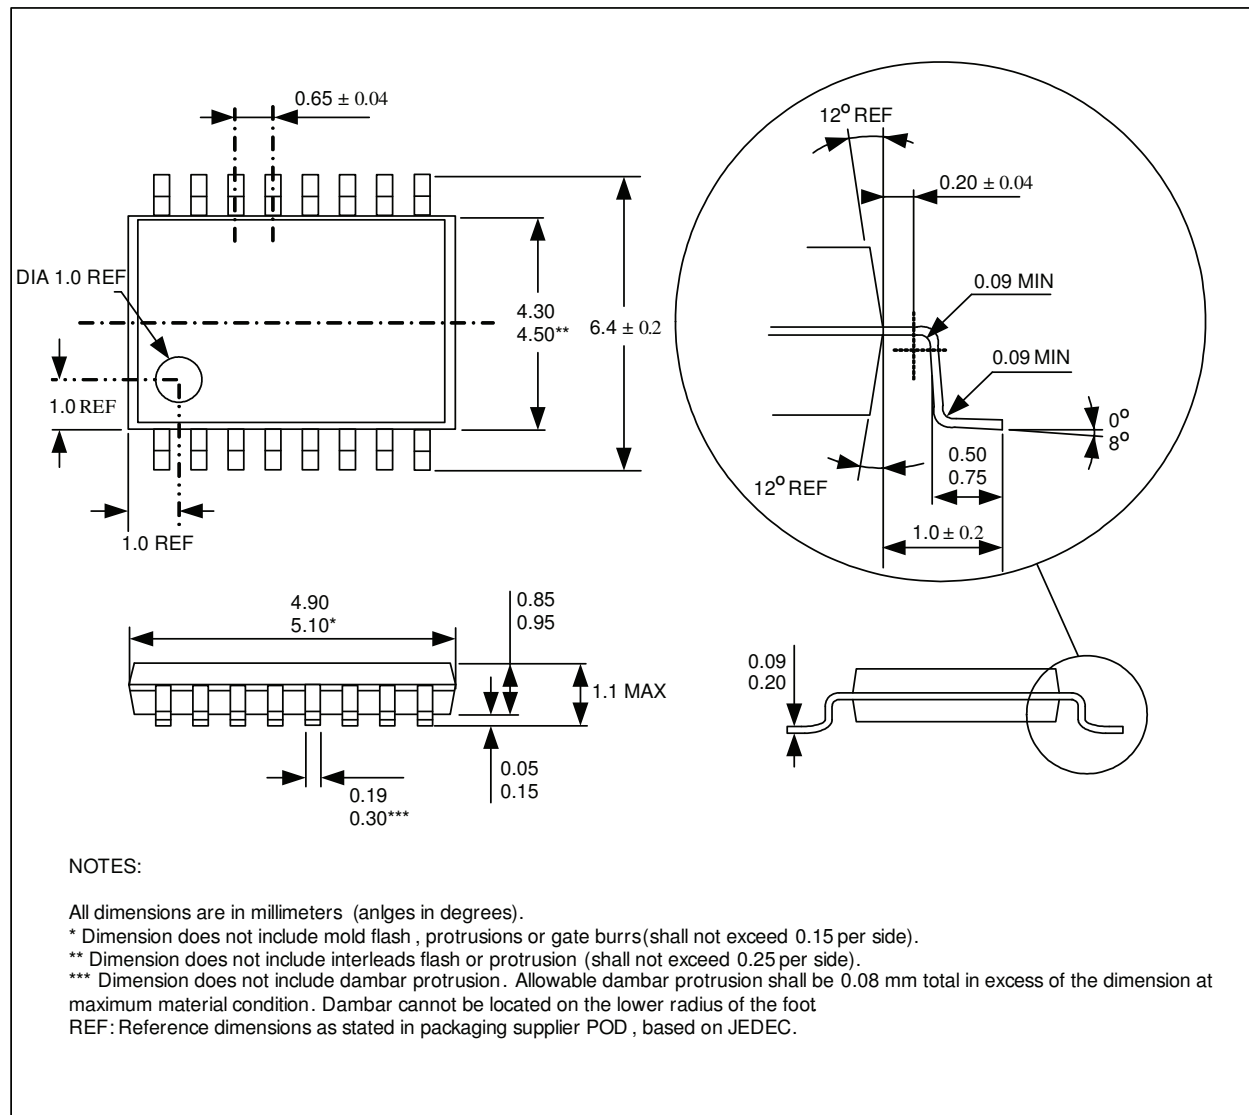 0.65 ± 0.04
12° REF
0.20 ± 0.04
DIA 1.0 REF
0.09 MIN
4.30
4.50**
6.4 ± 0.2
0.09 MIN
1.0 REF
0°
8°
0.50
0.75
12° REF
1.0 ± 0.2
1.0 REF
4.90
5.10*
0.85
0.95
1.1 MAX
0.09
0.20
0.05
0.15
0.19
0.30***
NOTES:
All dimensions are in millimeters (anlges in degrees).
* Dimension does not include mold flash , protrusions or gate burrs(shall not exceed 0.15 per side).
** Dimension does not include interleads flash or protrusion (shall not exceed 0.25 per side).
*** Dimension does not include dambar protrusion. Allowable dambar protrusion shall be 0.08 mm total in excess of the dimension at
maximum material condition. Dambar cannot be located on the lower radius of the foot.
REF: Reference dimensions as stated in packaging supplier POD , based on JEDEC.